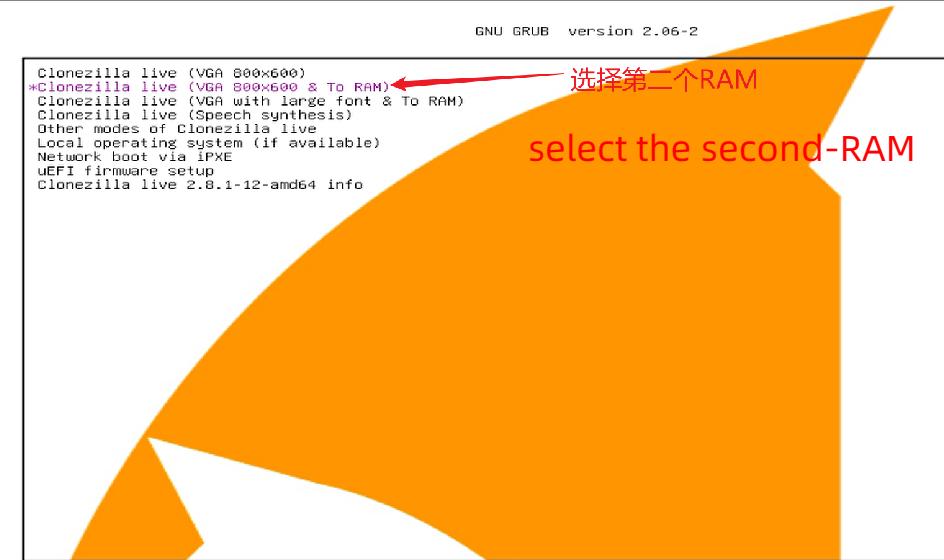 GNU GRUB version 2.06-2
Clonezilla live (VGA 800x600)
*Clonezilla live (VGA 800x600 & To RAM)
选择第二个RAM
Clonezilla live (VGA with large font & To RAM)
Clonezilla live (Speech synthesis)
Other modes of Clonezilla live
Local operating system (if available)
select the second-RAM
Network boot via iPXE
uEFI firmware setup
Clonezilla live 2.8.1-12-amd64 info